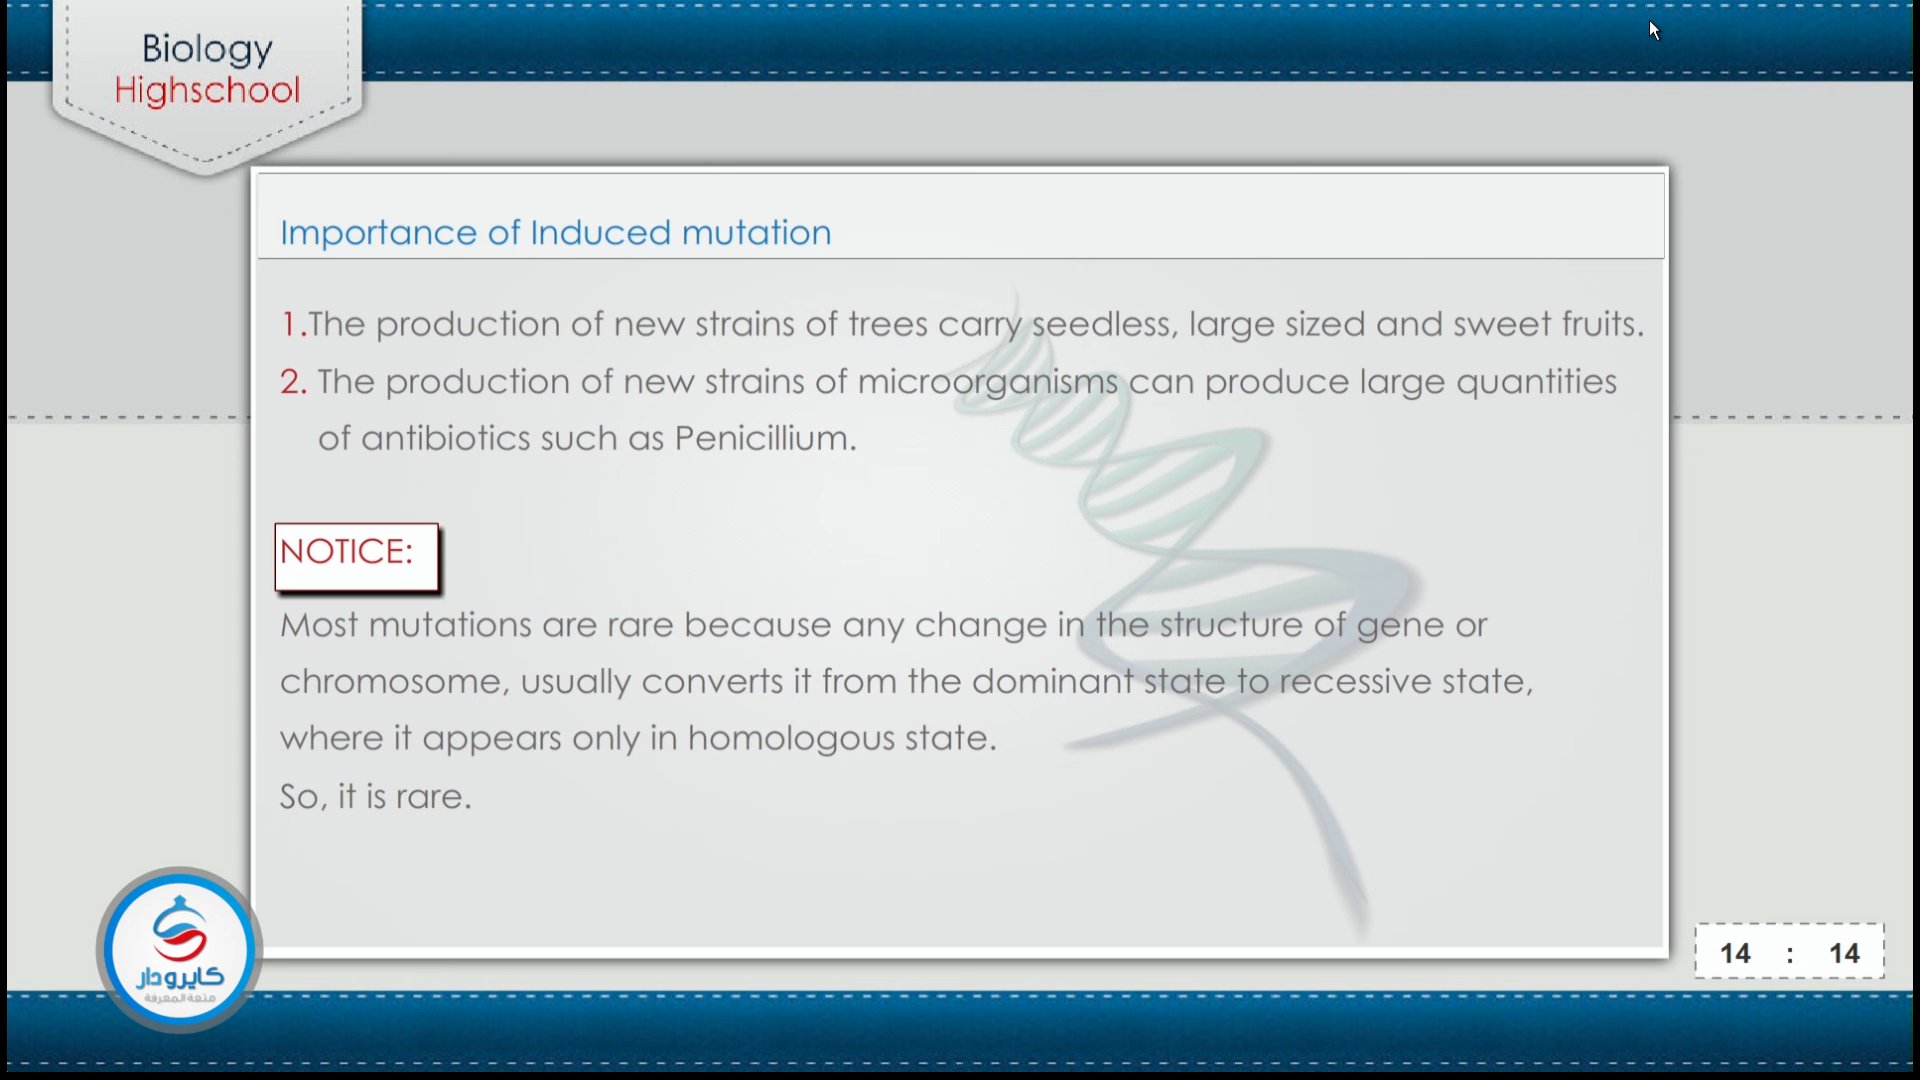 Biology
Highschool
Importance of Induced mutation
1.The production of new strains of trees carry seedless, large sized and sweet fruits.
2. The production of new strains of microorganisms can produce large quantities
of antibiotics such as Penicillium.
NOTICE:
Most mutations are rare because any change in the structure of gene or
chromosome, usually converts it from the dominant state to recessive state,
where it appears only in homologous state.
So, it is rare.
كايرودار
متعة المعرفة
14 : 14